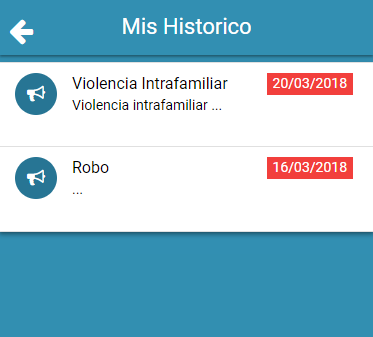 Mis Historico
Violencia Intrafamiliar 20/03/2018
Violencia intrafamiliar ...
Robo 16/03/2018
...